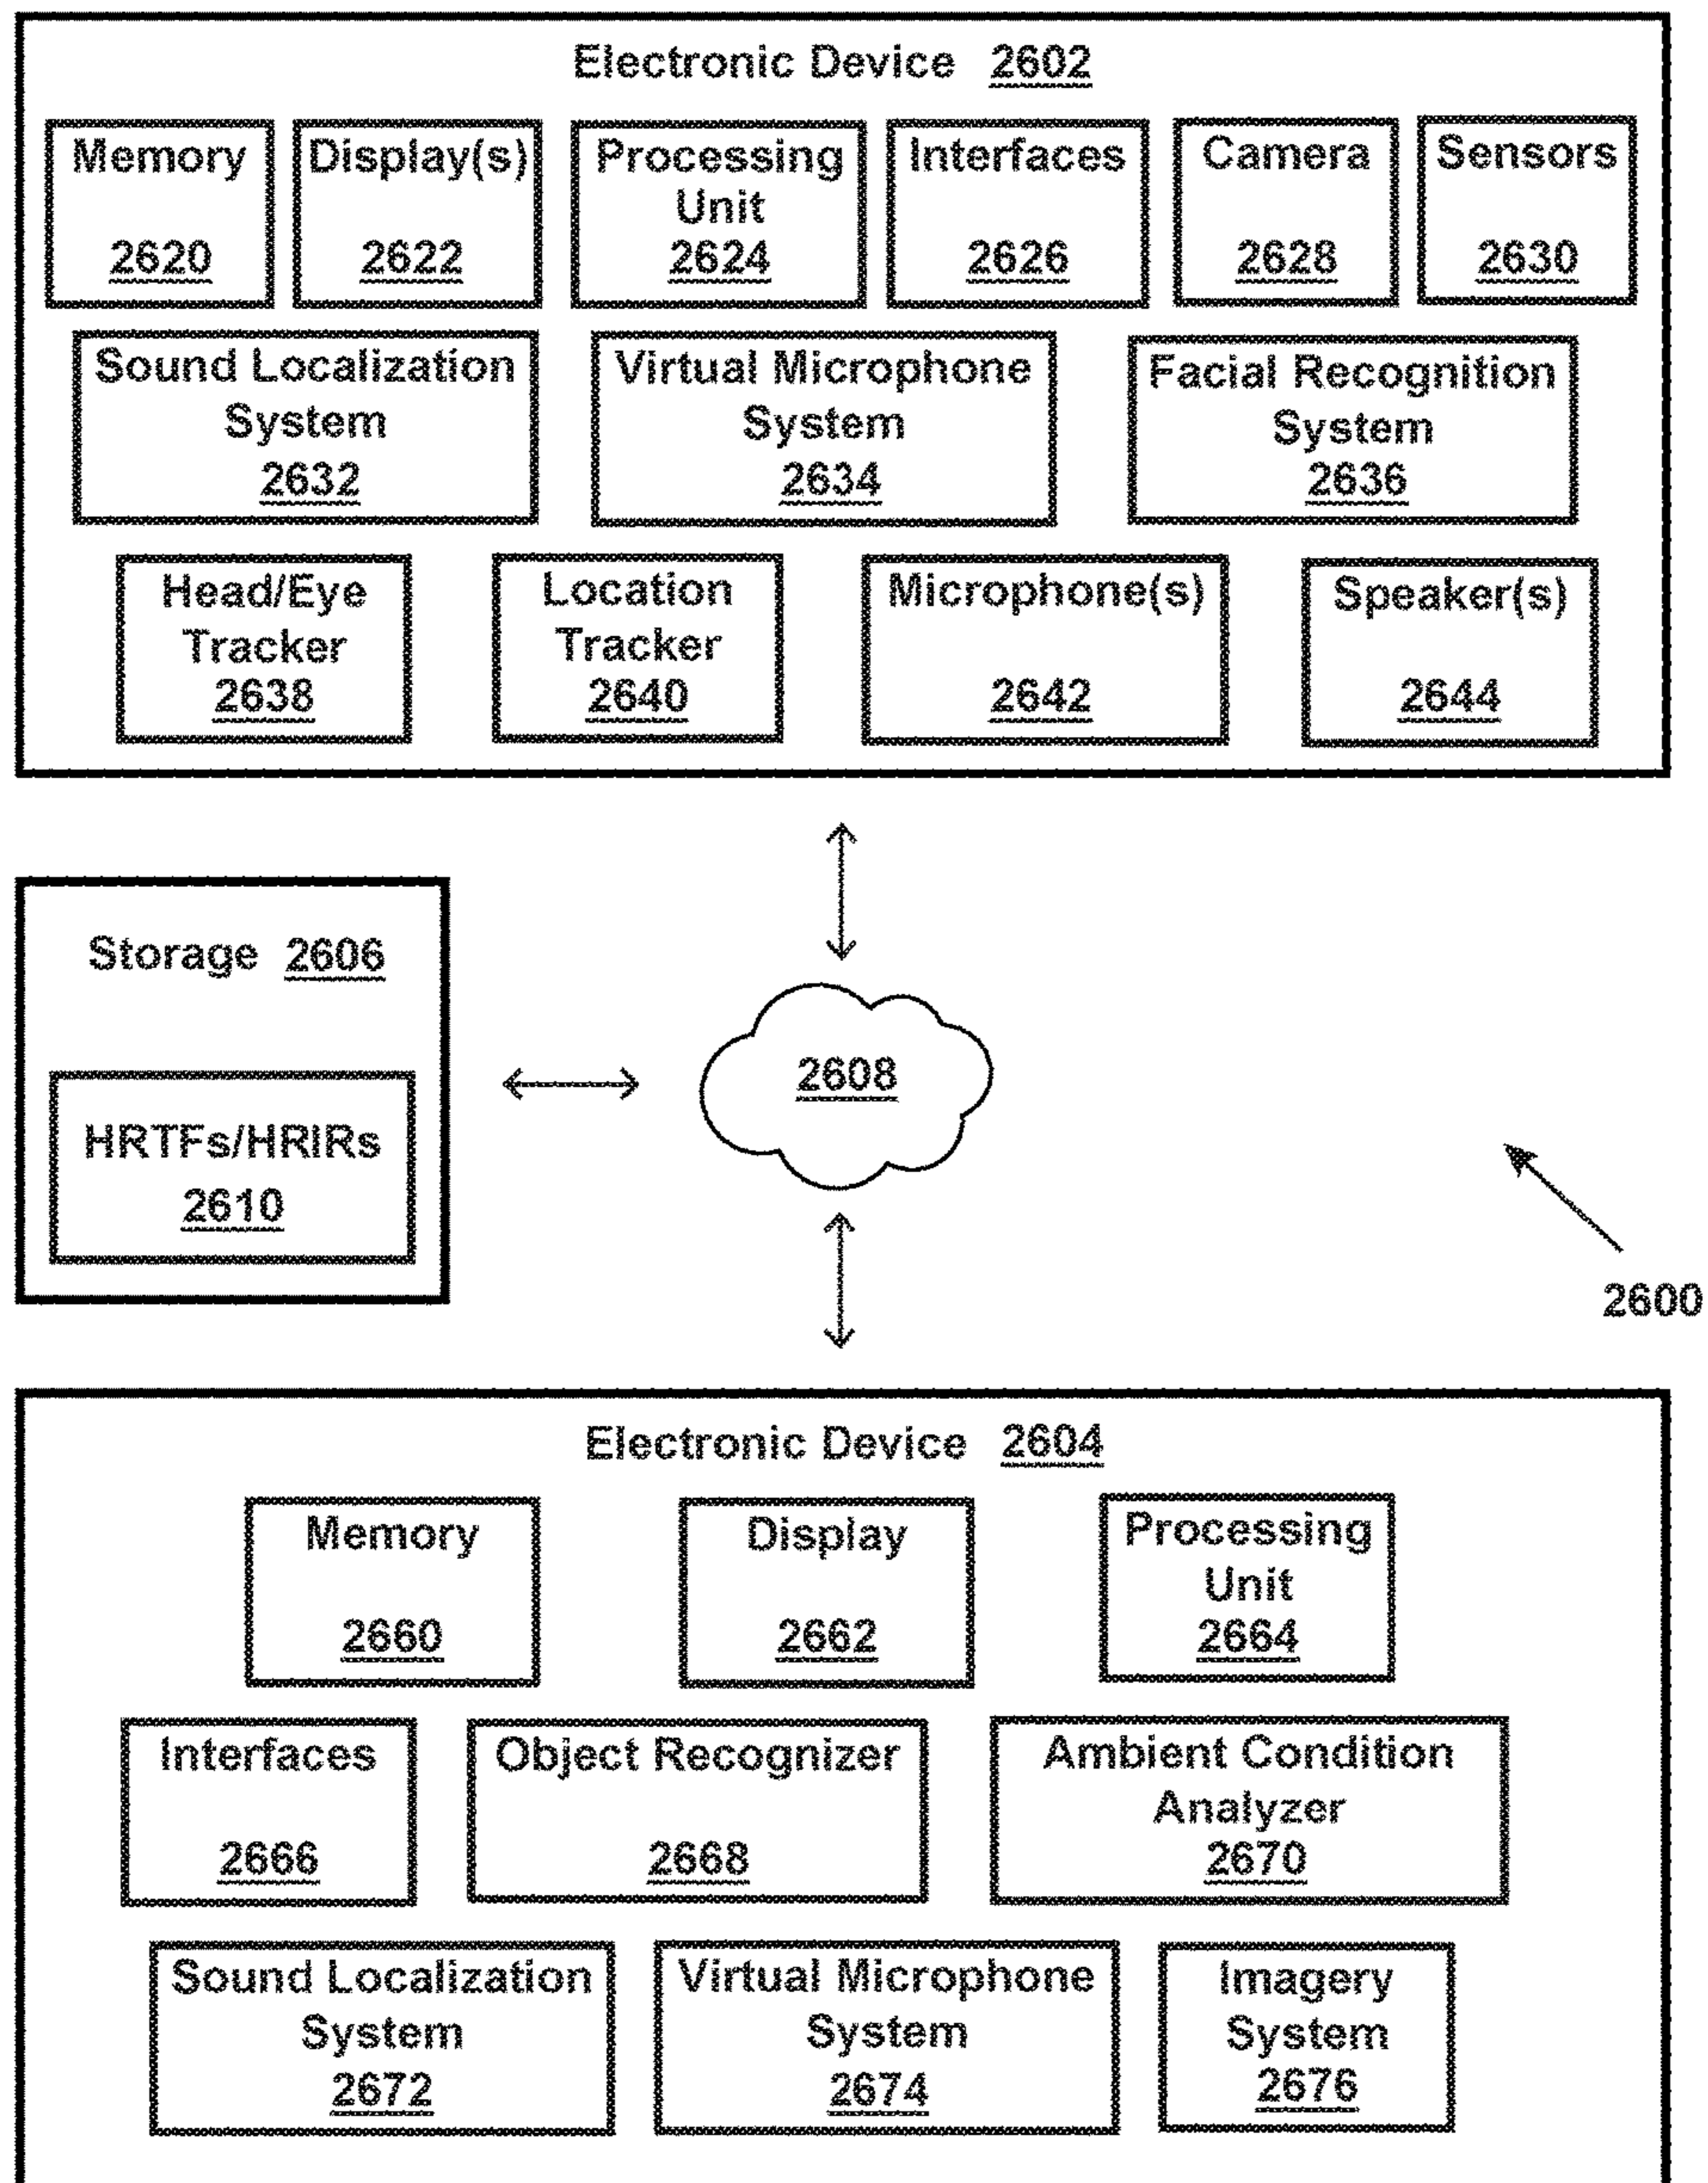 Electronic Device 2602
Memory
2620
Display(s)
2622
Processing
Unit
2624
Interfaces
2626
Camera
2628
Sensors
2630
Sound Localization
System
2632
Virtual Microphone
System
2634
Facial Recognition
System
2636
Head/Eye
Tracker
2638
Location
Tracker
2640
Microphone(s)
2642
Speaker(s)
2644
Storage 2606
HRTFs/HRIRs
2610
2608
2600
Electronic Device 2604
Memory
2660
Display
2662
Processing
Unit
2664
Interfaces
2666
Object Recognizer
2668
Ambient Condition
Analyzer
2670
Sound Localization
System
2672
Virtual Microphone
System
2674
Imagery
System
2676